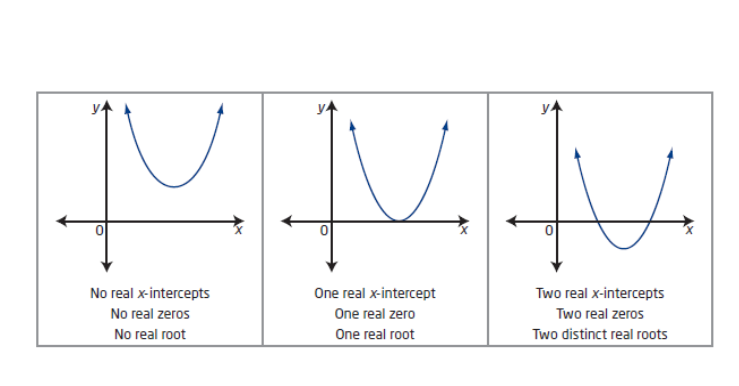 y
0
x
No real x-intercepts
No real zeros
No real root
y
0
x
One real x-intercept
One real zero
One real root
y
0
x
Two real x-intercepts
Two real zeros
Two distinct real roots